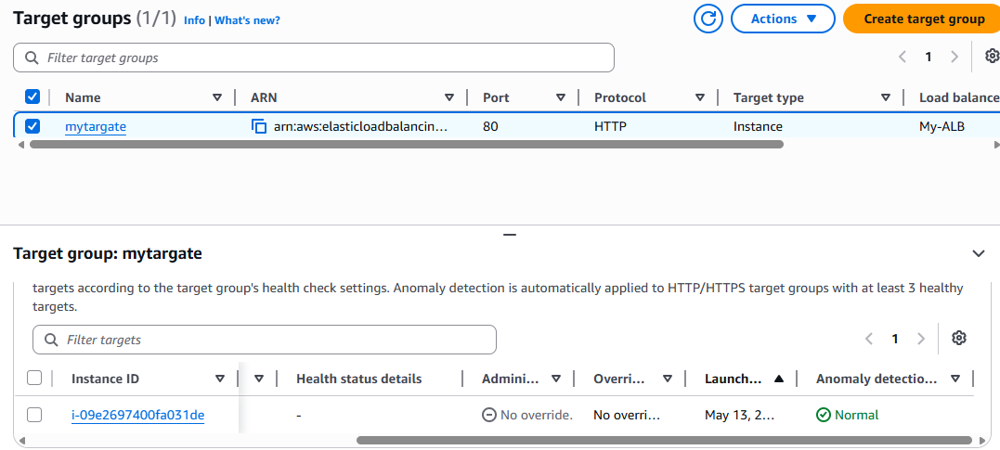 Target groups (1/1) Info | What's new?
Actions
Create target group
Filter target groups
1
Name ARN Port Protocol Target type Load balance
mytargate arn:aws:elasticloadbalancin... 80 HTTP Instance My-ALB
Target group: mytargate
targets according to the target group's health check settings. Anomaly detection is automatically applied to HTTP/HTTPS target groups with at least 3 healthy
targets.
Filter targets
1
Instance ID Health status details Admini... Overri... Launch... Anomaly detectio...
i-09e2697400fa031de - No override. No overri... May 13, 2... Normal